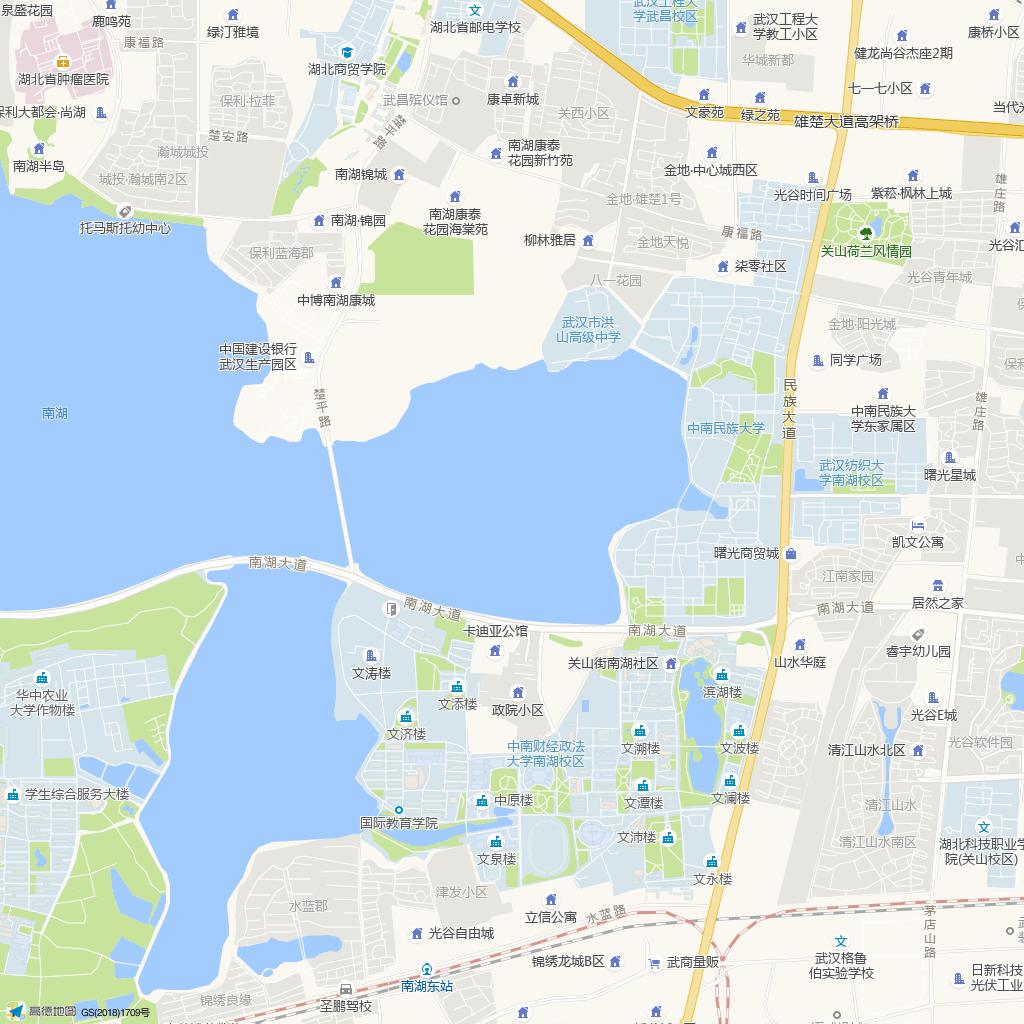 泉盛花园
鹿鸣苑
绿汀雅境
湖北省邮电学校
武汉工程大
学武昌校区
武汉工程大
学教工小区
康桥小区
康福路
健龙尚谷杰座2期
湖北商贸学院
华城新都
湖北省肿瘤医院
七一七小区
保利·拉菲
武昌殡仪馆
康卓新城
关西小区
文豪苑
绿之苑
雄楚大道高架桥
保利大都会·尚湖
楚安路
楚平路
瀚城城投
南湖康泰
花园新竹苑
南湖半岛
城投·瀚城南2区
南湖锦城
金地·中心城西区
光谷时间广场
紫菘·枫林上城
雄庄路
金地·雄楚1号
托马斯托幼中心
南湖·锦园
南湖康泰
花园海棠苑
柳林雅居
金地天悦
康福路
关山荷兰风情园
保利蓝海郡
柒零社区
八一花园
光谷青年城
中博南湖康城
武汉市洪
山高级中学
金地·阳光城
中国建设银行
武汉生产园区
同学广场
民族大道
楚平路
南湖
中南民族大学
中南民族大
学东家属区
雄庄路
武汉纺织大
学南湖校区
曙光星城
凯文公寓
曙光商贸城
南湖大道
江南家园
居然之家
南湖大道
南湖大道
南湖大道
卡迪亚公馆
睿宇幼儿园
文涛楼
关山街南湖社区
山水华庭
华中农业
大学作物楼
文添楼
政院小区
滨湖楼
光谷E城
文济楼
中南财经政法
大学南湖校区
文溯楼
文波楼
清江山水北区
光谷软件园
学生综合服务大楼
中原楼
文潭楼
文澜楼
清江山水
国际教育学院
文沛楼
清江山水南区
湖北科技职业学
院(关山校区)
文泉楼
文永楼
津发小区
水蓝郡
立信公寓
水蓝路
茅店山路
光谷自由城
武汉格鲁
伯实验学校
锦绣龙城B区
武商量贩
南湖东站
日新科技
光伏工业
锦绣良缘
圣鹏驾校
高德地图 GS(2018)1709号